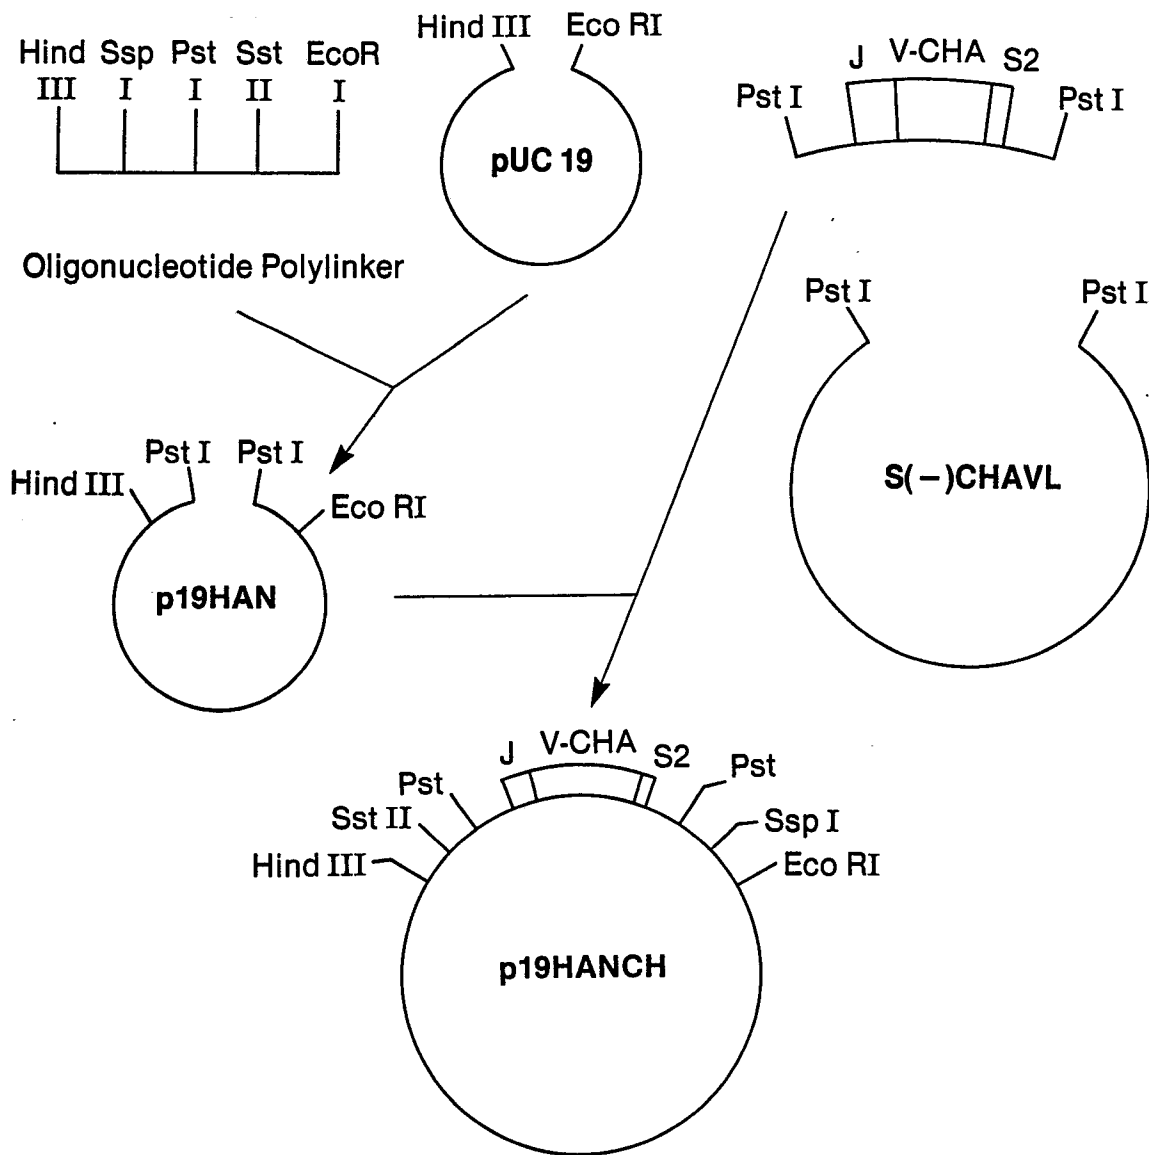 Hind III Eco RI
Hind Ssp Pst Sst EcoR
III I I II I
pUC 19
J V-CHA S2
Pst I Pst I
Oligonucleotide Polylinker
Pst I Pst I
S(−)CHAVL
Pst I Pst I
Hind III Eco RI
p19HAN
J V-CHA S2
Pst Pst
Sst II Ssp I
Hind III Eco RI
p19HANCH